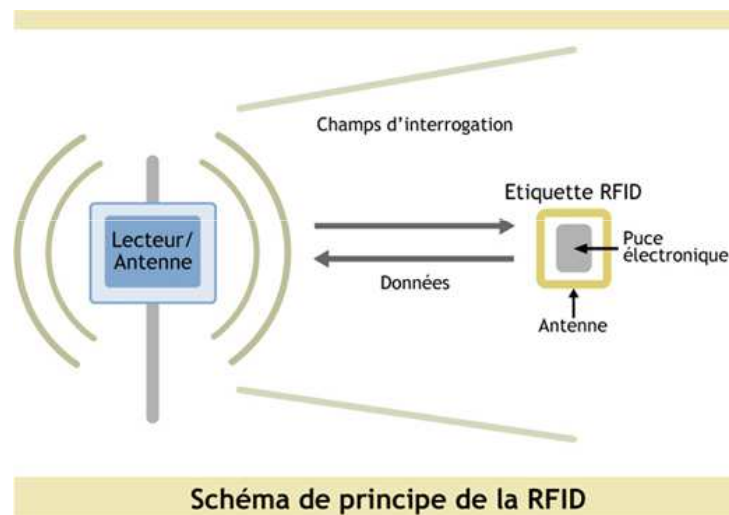 Champs d'interrogation
Etiquette RFID
Lecteur/
Antenne
Puce
électronique
Données
Antenne
Schéma de principe de la RFID